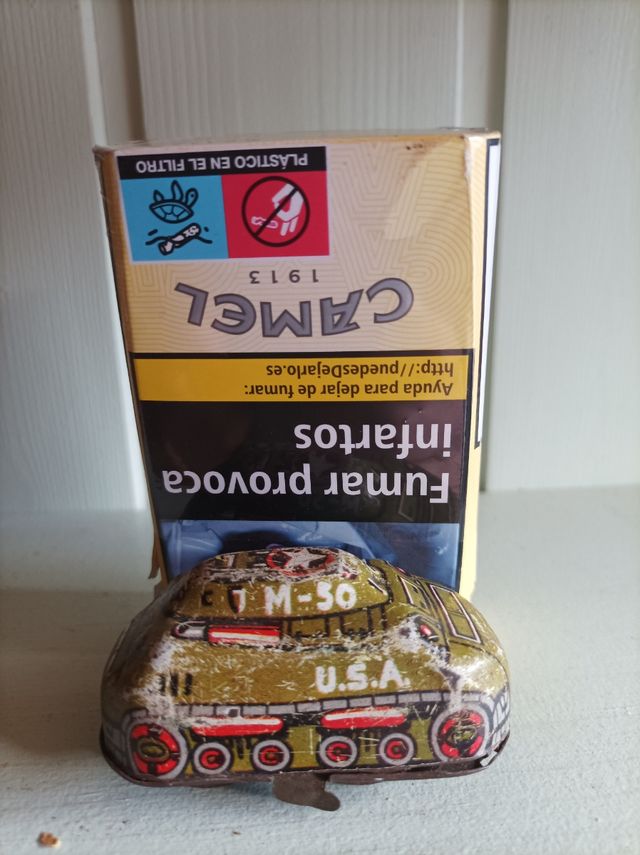 PLÁSTICO EN EL FILTRO
1913
CAMEL
Ayuda para dejar de fumar:
http://puedesDejarlo.es
Fumar provoca
infartos
M-50
U.S.A.